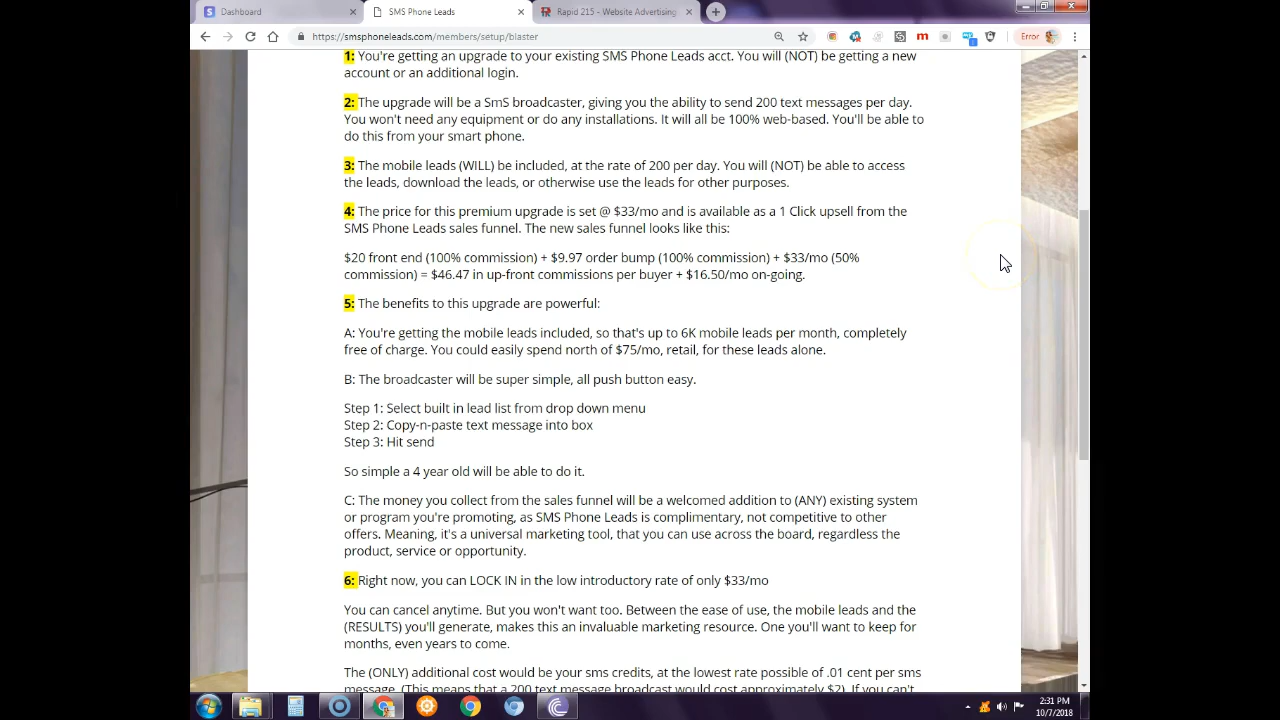 Dashboard
SMS Phone Leads
Rapid 215 - Website Advertising
https://smsphoneleads.com/members/setup/blaster
Error
1: You're getting an upgrade to your existing SMS Phone Leads acct. You will (NOT) be getting a new
account or an additional login.
2: The upgrade will be a SmS broadcaster, giving you the ability to send 200 text messages per day.
You won't need any equipment or do any installations. It will all be 100% web-based. You'll be able to
do this from your smart phone.
3: The mobile leads (WILL) be included, at the rate of 200 per day. You will (NOT) be able to access
the leads, download the leads, or otherwise use the leads for other purposes.
4: The price for this premium upgrade is set @ $33/mo and is available as a 1 Click upsell from the
SMS Phone Leads sales funnel. The new sales funnel looks like this:
$20 front end (100% commission) + $9.97 order bump (100% commission) + $33/mo (50%
commission) = $46.47 in up-front commissions per buyer + $16.50/mo on-going.
5: The benefits to this upgrade are powerful:
A: You're getting the mobile leads included, so that's up to 6K mobile leads per month, completely
free of charge. You could easily spend north of $75/mo, retail, for these leads alone.
B: The broadcaster will be super simple, all push button easy.
Step 1: Select built in lead list from drop down menu
Step 2: Copy-n-paste text message into box
Step 3: Hit send
So simple a 4 year old will be able to do it.
C: The money you collect from the sales funnel will be a welcomed addition to (ANY) existing system
or program you're promoting, as SMS Phone Leads is complimentary, not competitive to other
offers. Meaning, it's a universal marketing tool, that you can use across the board, regardless the
product, service or opportunity.
6: Right now, you can LOCK IN in the low introductory rate of only $33/mo
You can cancel anytime. But you won't want too. Between the ease of use, the mobile leads and the
(RESULTS) you'll generate, makes this an invaluable marketing resource. One you'll want to keep for
months, even years to come.
The (ONLY) additional cost would be your sms credits, at the lowest rate possible of .01 cent per sms
message. (This means that a 200 text message broadcast would cost approximately $2). If you can't
2:31 PM
10/7/2018